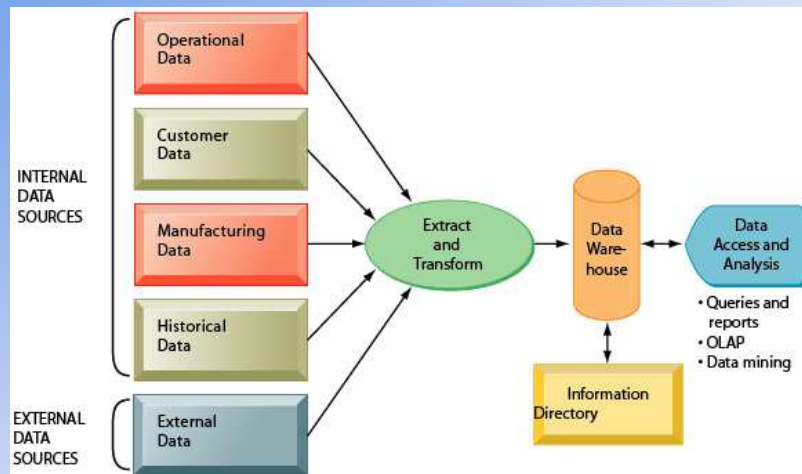 INTERNAL
DATA
SOURCES
Operational
Data
Customer
Data
Manufacturing
Data
Historical
Data
EXTERNAL
DATA
SOURCES
External
Data
Extract
and
Transform
Data
Ware-
house
Data
Access and
Analysis
• Queries and
reports
• OLAP
• Data mining
Information
Directory